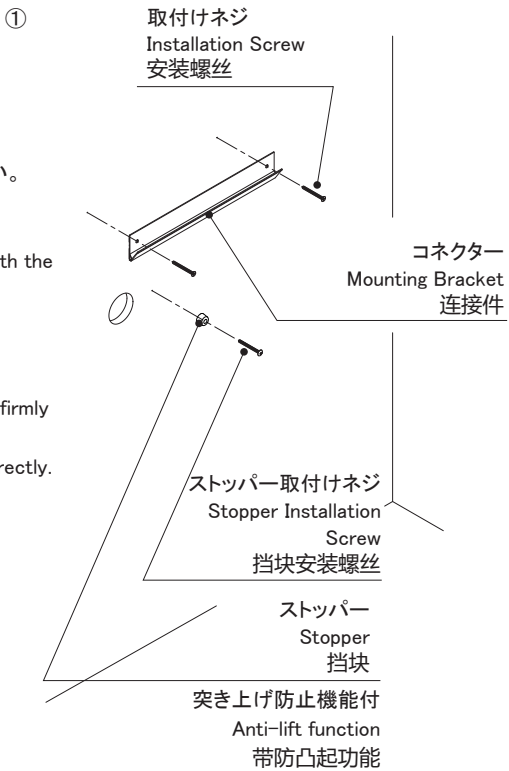 ①
取付けネジ
Installation Screw
安装螺丝
い。
th the
コネクター
Mounting Bracket
连接件
firmly
rectly.
ストッパー取付けネジ
Stopper Installation
Screw
挡块安装螺丝
ストッパー
Stopper
挡块
突き上げ防止機能付
Anti-lift function
带防凸起功能